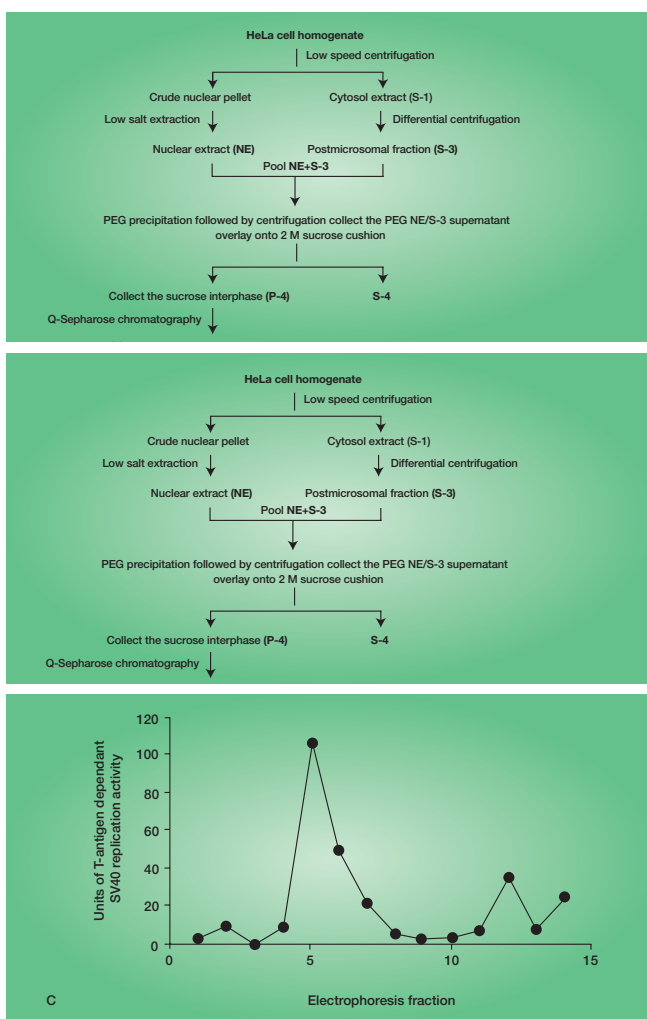 HeLa cell homogenate
Low speed centrifugation
Crude nuclear pellet
Cytosol extract (S-1)
Low salt extraction
Differential centrifugation
Nuclear extract (NE)
Postmicrosomal fraction (S-3)
Pool NE+S-3
PEG precipitation followed by centrifugation collect the PEG NE/S-3 supernatant
overlay onto 2 M sucrose cushion
Collect the sucrose interphase (P-4)
S-4
Q-Sepharose chromatography
HeLa cell homogenate
Low speed centrifugation
Crude nuclear pellet
Cytosol extract (S-1)
Low salt extraction
Differential centrifugation
Nuclear extract (NE)
Postmicrosomal fraction (S-3)
Pool NE+S-3
PEG precipitation followed by centrifugation collect the PEG NE/S-3 supernatant
overlay onto 2 M sucrose cushion
Collect the sucrose interphase (P-4)
S-4
Q-Sepharose chromatography
Units of T-antigen dependant
SV40 replication activity
120
100
80
60
40
20
0
0
5
10
15
C
Electrophoresis fraction